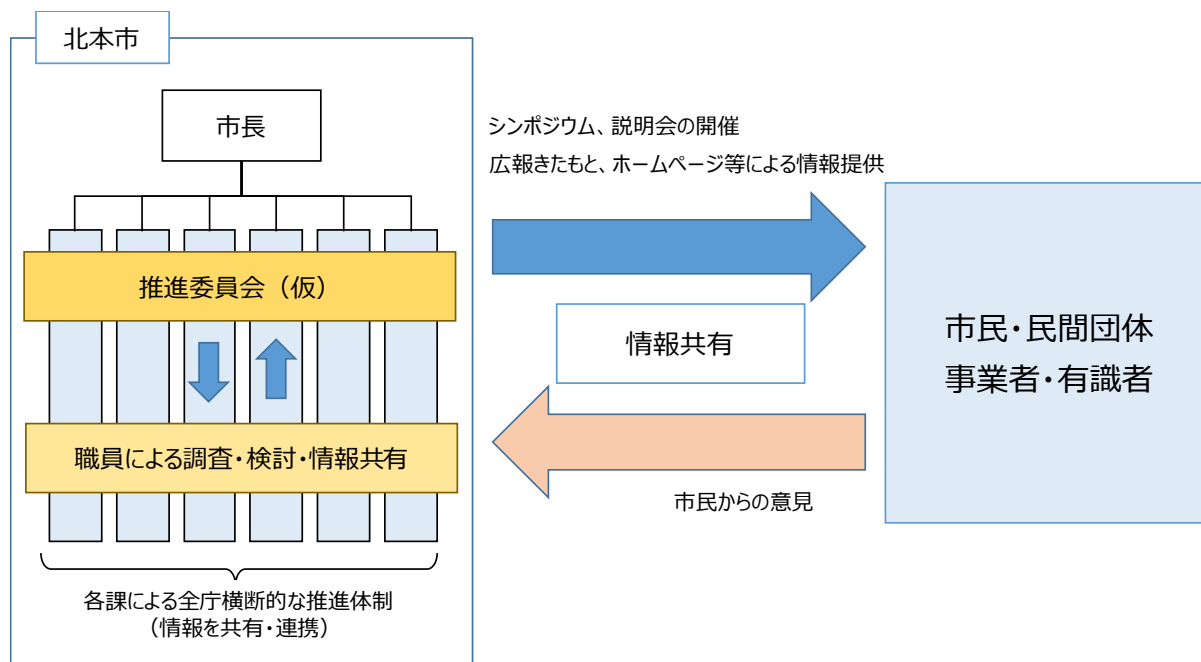 北本市
市長
シンポジウム、説明会の開催
広報きたもと、ホームページ等による情報提供
推進委員会（仮）
情報共有
市民・民間団体
事業者・有識者
職員による調査・検討・情報共有
市民からの意見
各課による全庁横断的な推進体制
（情報を共有・連携）